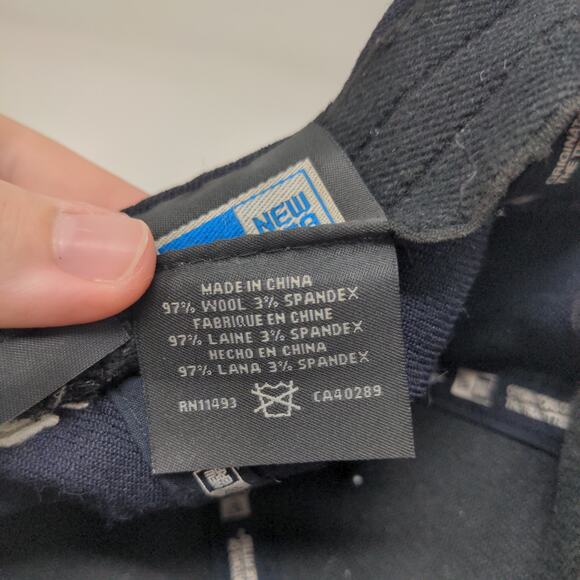 NEW
MADE IN CHINA
97% WOOL 3% SPANDEX
FABRIQUE EN CHINE
97% LAINE 3% SPANDEX
HECHO EN CHINA
97% LANA 3% SPANDEX
RN11493 CA40289